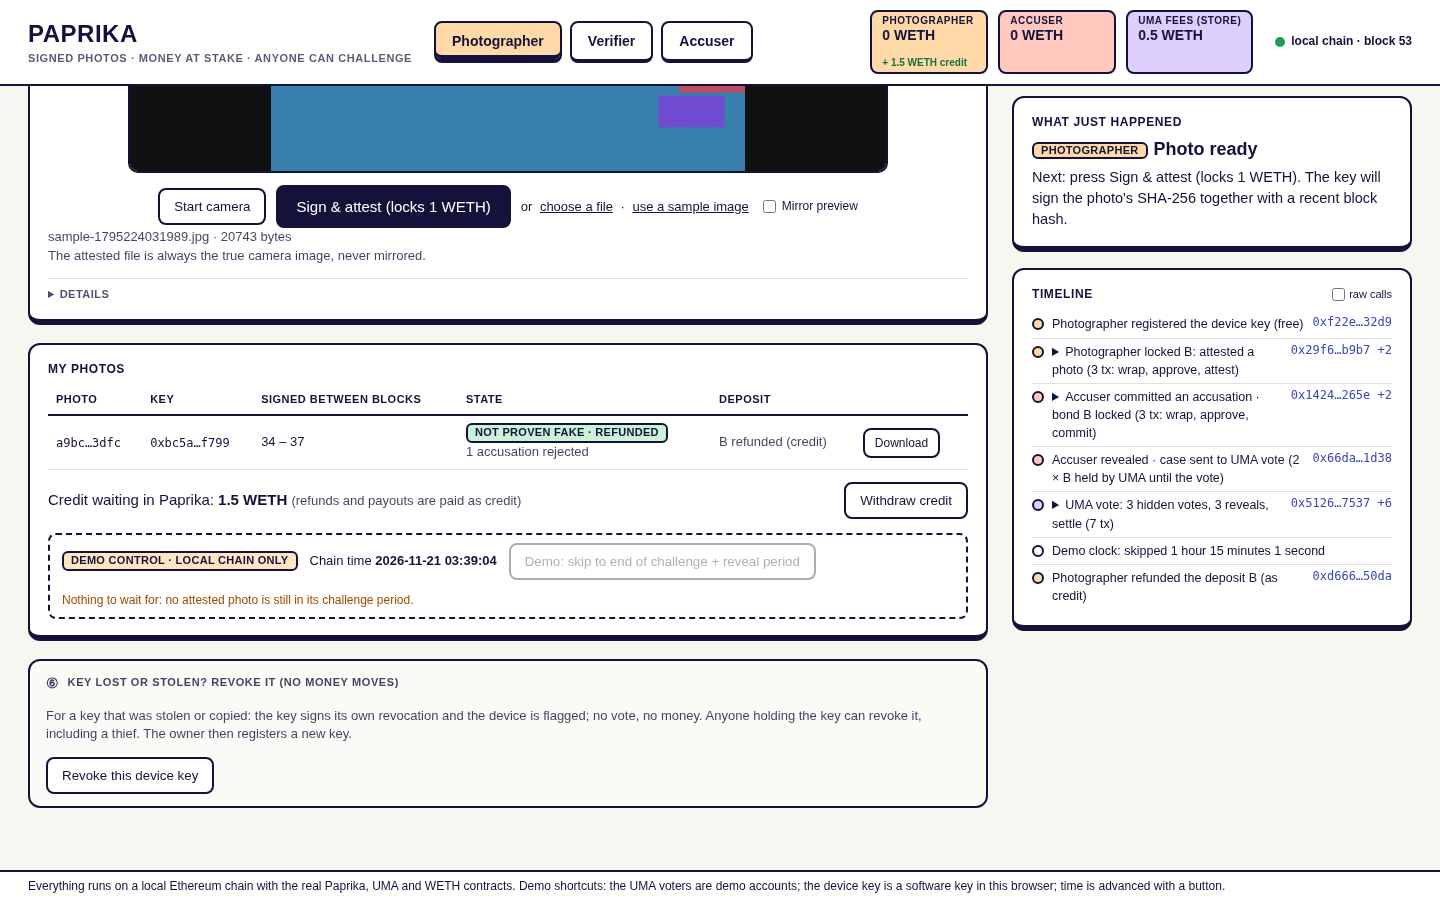 PAPRIKA
SIGNED PHOTOS · MONEY AT STAKE · ANYONE CAN CHALLENGE
Photographer
Verifier
Accuser
PHOTOGRAPHER
0 WETH
+ 1.5 WETH credit
ACCUSER
0 WETH
UMA FEES (STORE)
0.5 WETH
local chain · block 53
Start camera
Sign & attest (locks 1 WETH)
or choose a file · use a sample image
Mirror preview
sample-1795224031989.jpg · 20743 bytes
The attested file is always the true camera image, never mirrored.
DETAILS
MY PHOTOS
PHOTO KEY SIGNED BETWEEN BLOCKS STATE DEPOSIT
a9bc…3dfc 0xbc5a…f799 34 – 37 NOT PROVEN FAKE · REFUNDED B refunded (credit) Download
1 accusation rejected
Credit waiting in Paprika: 1.5 WETH (refunds and payouts are paid as credit)
Withdraw credit
DEMO CONTROL · LOCAL CHAIN ONLY
Chain time 2026-11-21 03:39:04
Demo: skip to end of challenge + reveal period
Nothing to wait for: no attested photo is still in its challenge period.
⑥ KEY LOST OR STOLEN? REVOKE IT (NO MONEY MOVES)
For a key that was stolen or copied: the key signs its own revocation and the device is flagged; no vote, no money. Anyone holding the key can revoke it,
including a thief. The owner then registers a new key.
Revoke this device key
WHAT JUST HAPPENED
PHOTOGRAPHER Photo ready
Next: press Sign & attest (locks 1 WETH). The key will
sign the photo's SHA-256 together with a recent block
hash.
TIMELINE
raw calls
Photographer registered the device key (free) 0xf22e…32d9
Photographer locked B: attested a 0x29f6…b9b7 +2
photo (3 tx: wrap, approve, attest)
Accuser committed an accusation · 0x1424…265e +2
bond B locked (3 tx: wrap, approve,
commit)
Accuser revealed · case sent to UMA vote (2 0x66da…1d38
× B held by UMA until the vote)
UMA vote: 3 hidden votes, 3 reveals, 0x5126…7537 +6
settle (7 tx)
Demo clock: skipped 1 hour 15 minutes 1 second
Photographer refunded the deposit B (as 0xd666…50da
credit)
Everything runs on a local Ethereum chain with the real Paprika, UMA and WETH contracts. Demo shortcuts: the UMA voters are demo accounts; the device key is a software key in this browser; time is advanced with a button.